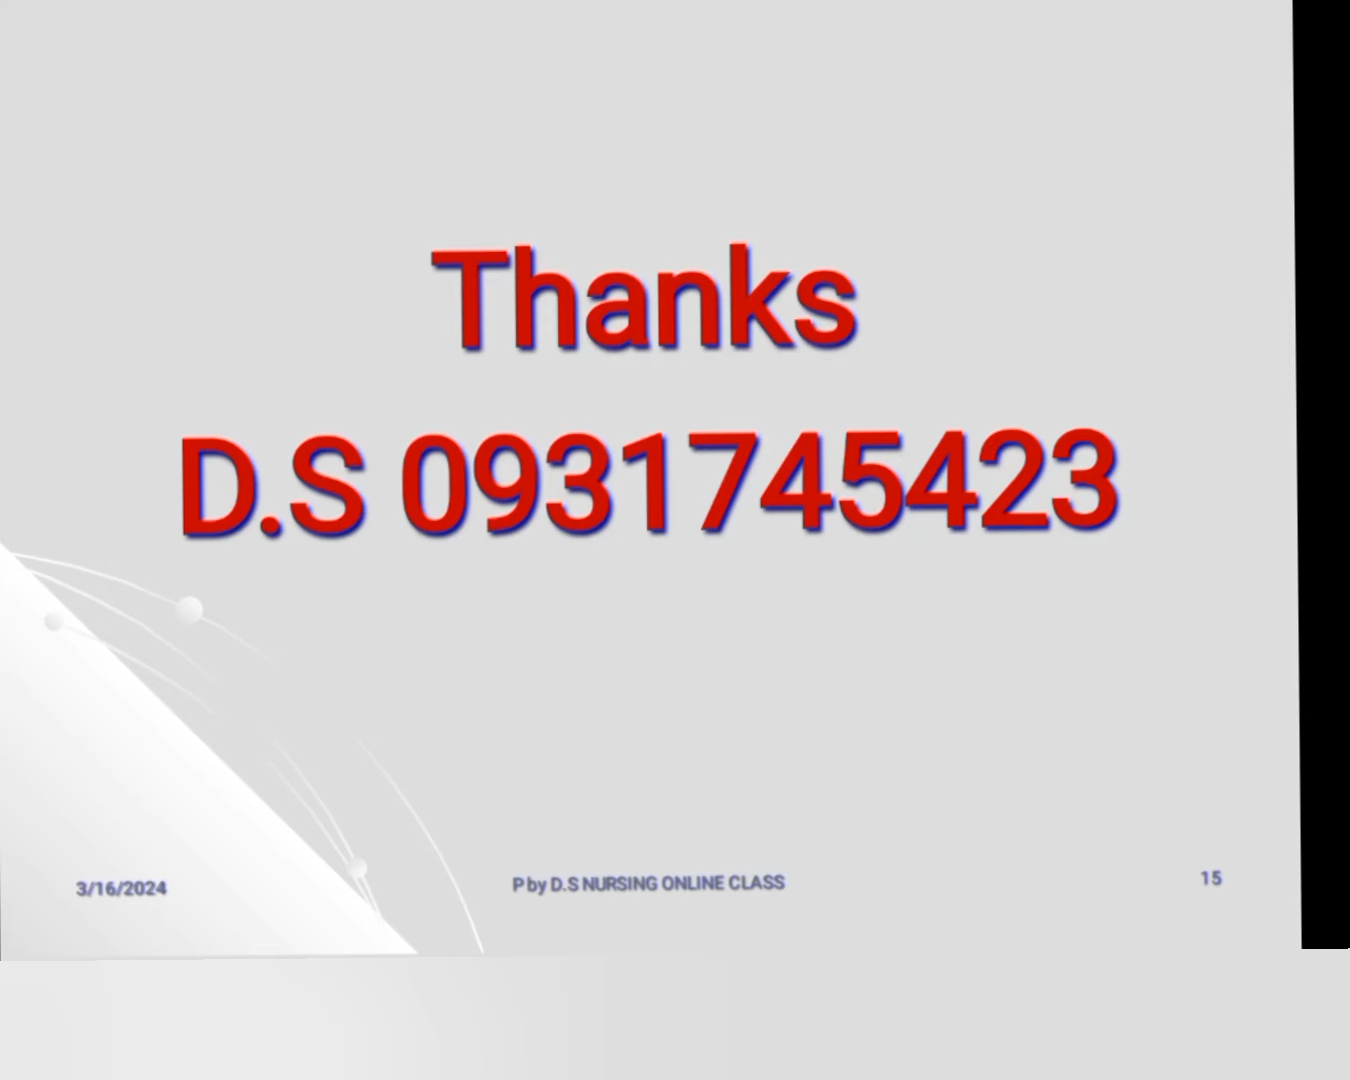 Thanks
D.S 0931745423
3/16/2024
P by D.S NURSING ONLINE CLASS
15